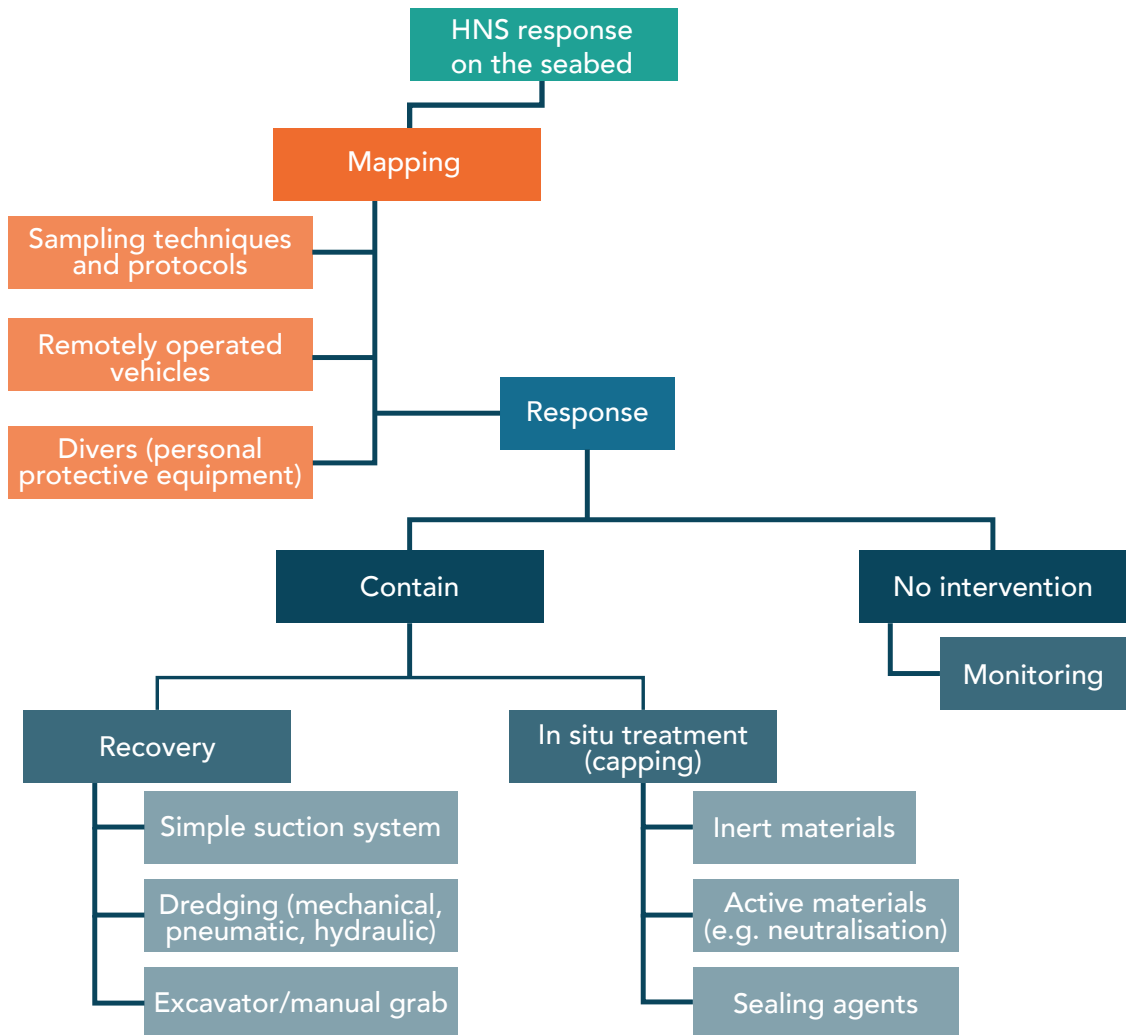 HNS response
on the seabed
Mapping
Sampling techniques
and protocols
Remotely operated
vehicles
Divers (personal
protective equipment)
Response
Contain
No intervention
Monitoring
Recovery
In situ treatment
(capping)
Simple suction system
Dredging (mechanical,
pneumatic, hydraulic)
Excavator/manual grab
Inert materials
Active materials
(e.g. neutralisation)
Sealing agents